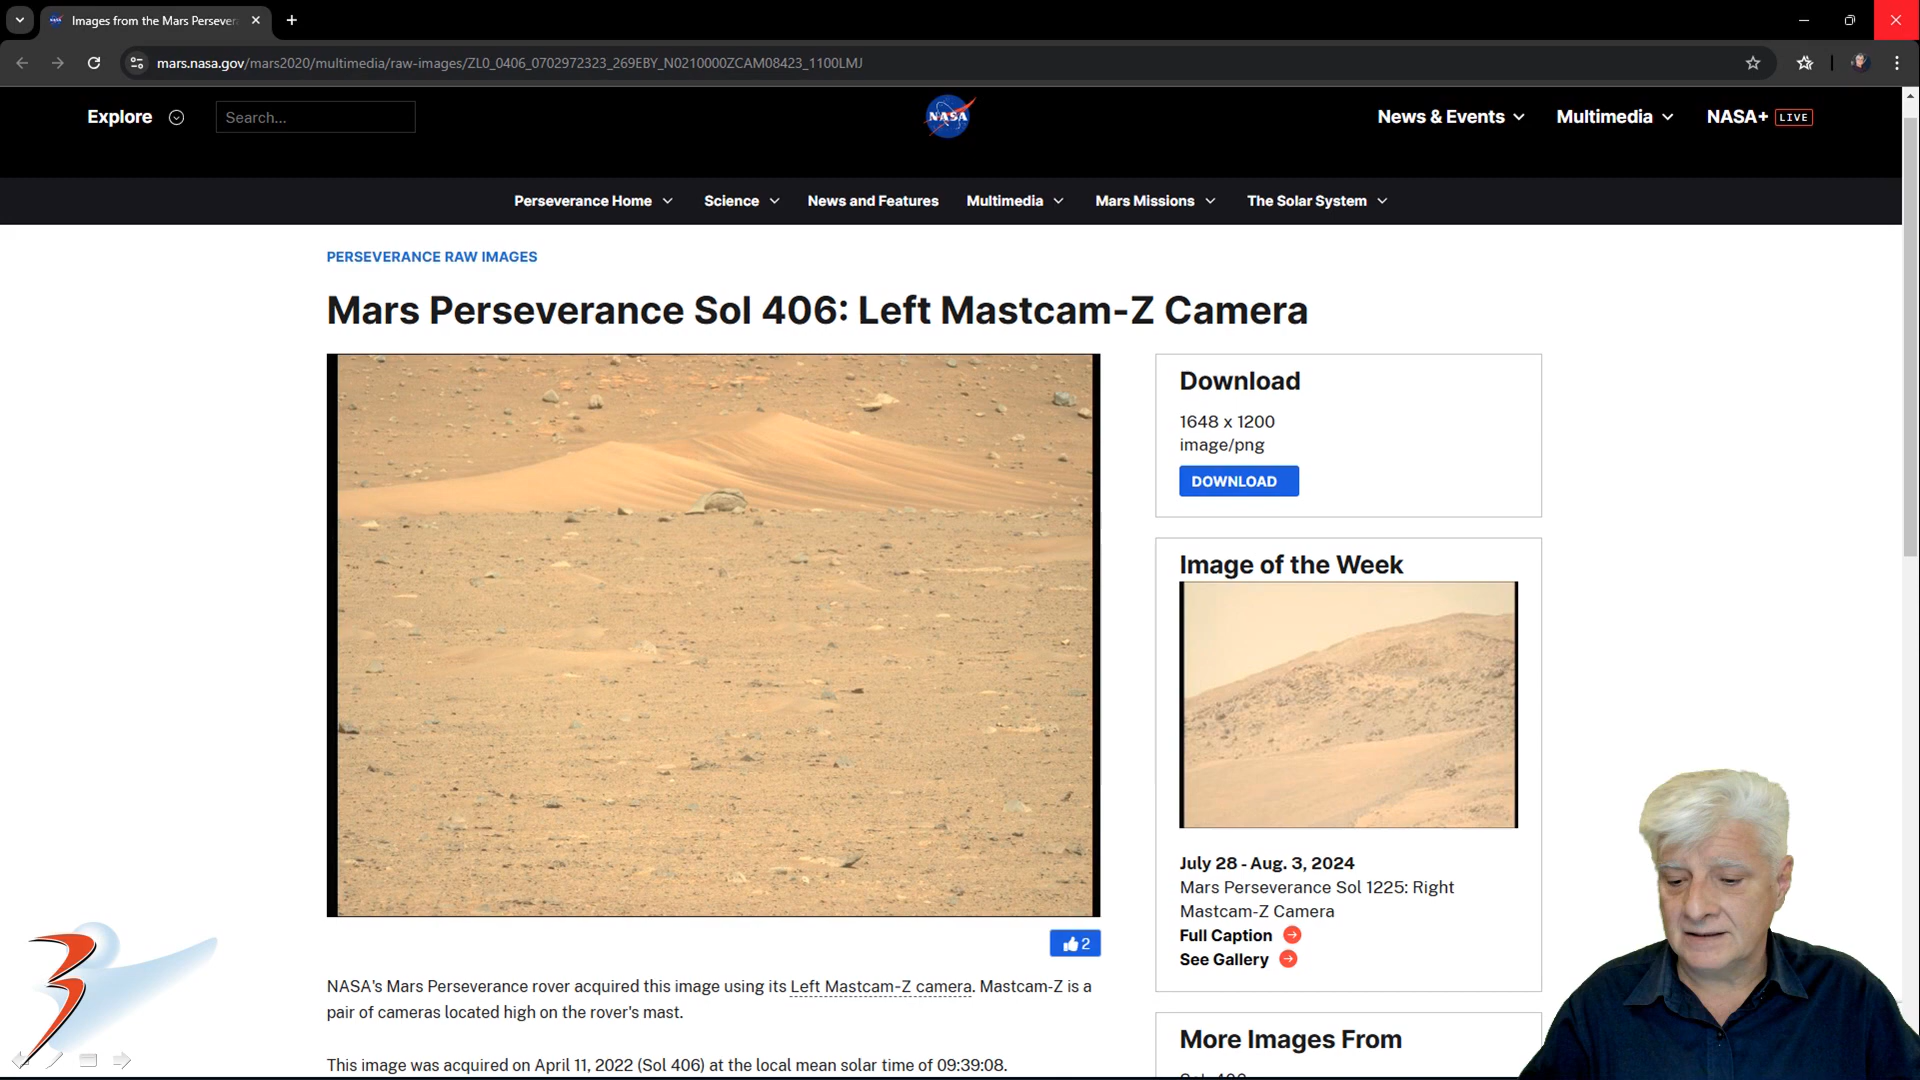 Images from the Mars Persever
mars.nasa.gov/mars2020/multimedia/raw-images/ZL0_0406_0702972323_269EBY_N0210000ZCAM08423_1100LMJ
Explore
Search...
NASA
News & Events
Multimedia
NASA+ LIVE
Perseverance Home
Science
News and Features
Multimedia
Mars Missions
The Solar System
PERSEVERANCE RAW IMAGES
Mars Perseverance Sol 406: Left Mastcam-Z Camera
Download
1648 x 1200
image/png
DOWNLOAD
Image of the Week
July 28 - Aug. 3, 2024
Mars Perseverance Sol 1225: Right
Mastcam-Z Camera
Full Caption
See Gallery
2
NASA's Mars Perseverance rover acquired this image using its Left Mastcam-Z camera. Mastcam-Z is a
pair of cameras located high on the rover's mast.
This image was acquired on April 11, 2022 (Sol 406) at the local mean solar time of 09:39:08.
More Images From